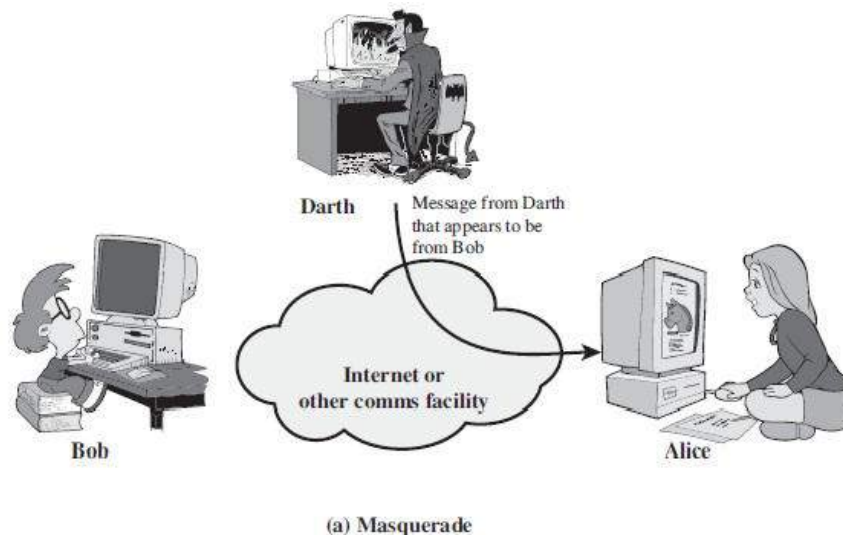 Darth
Message from Darth
that appears to be
from Bob
Internet or
other comms facility
Bob
Alice
(a) Masquerade